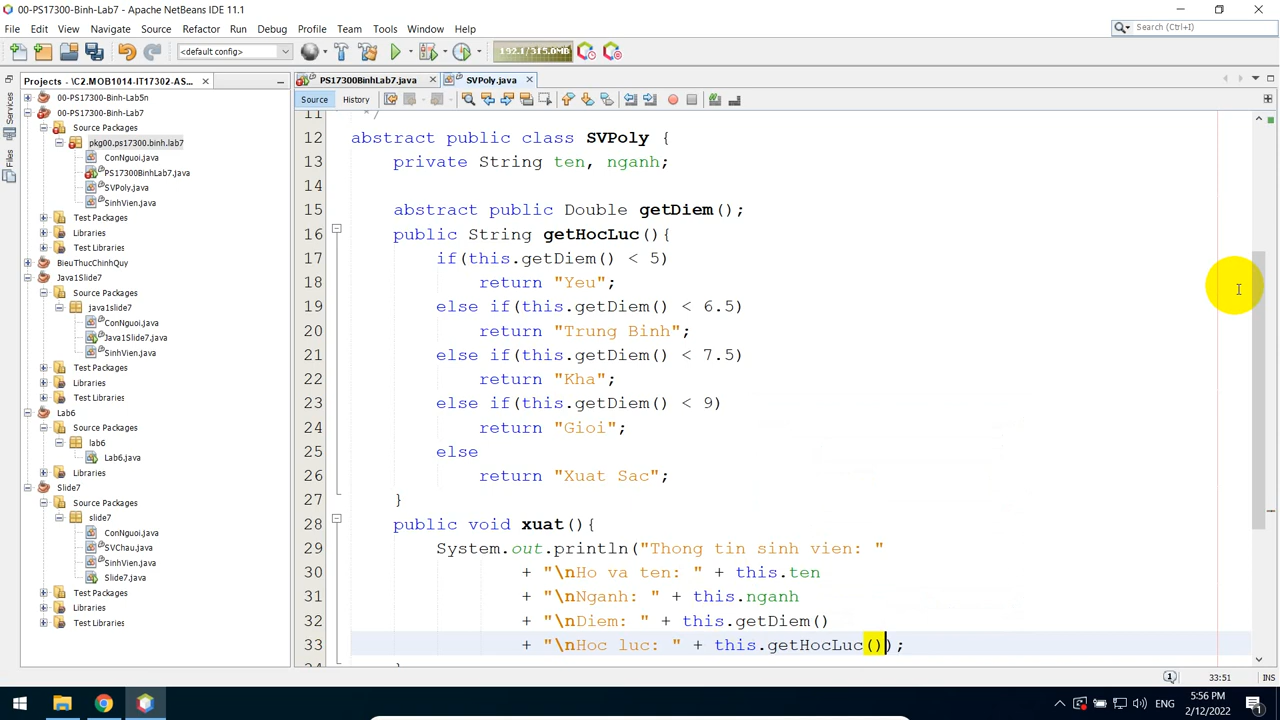 00-PS17300-Binh-Lab7 - Apache NetBeans IDE 11.1
File Edit View Navigate Source Refactor Run Debug Profile Team Tools Window Help
Search (Ctrl+I)
<default config>
192.1/315.0MB
Projects - \C2.MOB1014-IT17302-AS...
PS17300BinhLab7.java
SVPoly.java
Services
Files
Source
History
00-PS17300-Binh-Lab5n
00-PS17300-Binh-Lab7
Source Packages
pkg00.ps17300.binh.lab7
ConNguoi.java
PS17300BinhLab7.java
SVPoly.java
SinhVien.java
Test Packages
Libraries
Test Libraries
BieuThucChinhQuy
Java1Slide7
Source Packages
java1slide7
ConNguoi.java
Java1Slide7.java
SinhVien.java
Test Packages
Libraries
Test Libraries
Lab6
Source Packages
lab6
Lab6.java
Libraries
Slide7
Source Packages
slide7
ConNguoi.java
SVChau.java
SinhVien.java
Slide7.java
Test Packages
Libraries
Test Libraries
11 */
12 abstract public class SVPoly {
13 private String ten, nganh;
14
15 abstract public Double getDiem();
16 public String getHocLuc(){
17 if(this.getDiem() < 5)
18 return "Yeu";
19 else if(this.getDiem() < 6.5)
20 return "Trung Binh";
21 else if(this.getDiem() < 7.5)
22 return "Kha";
23 else if(this.getDiem() < 9)
24 return "Gioi";
25 else
26 return "Xuat Sac";
27 }
28 public void xuat(){
29 System.out.println("Thong tin sinh vien: "
30 + "\nHo va ten: " + this.ten
31 + "\nNganh: " + this.nganh
32 + "\nDiem: " + this.getDiem()
33 + "\nHoc luc: " + this.getHocLuc());
33:51
INS
ENG
5:56 PM
2/12/2022